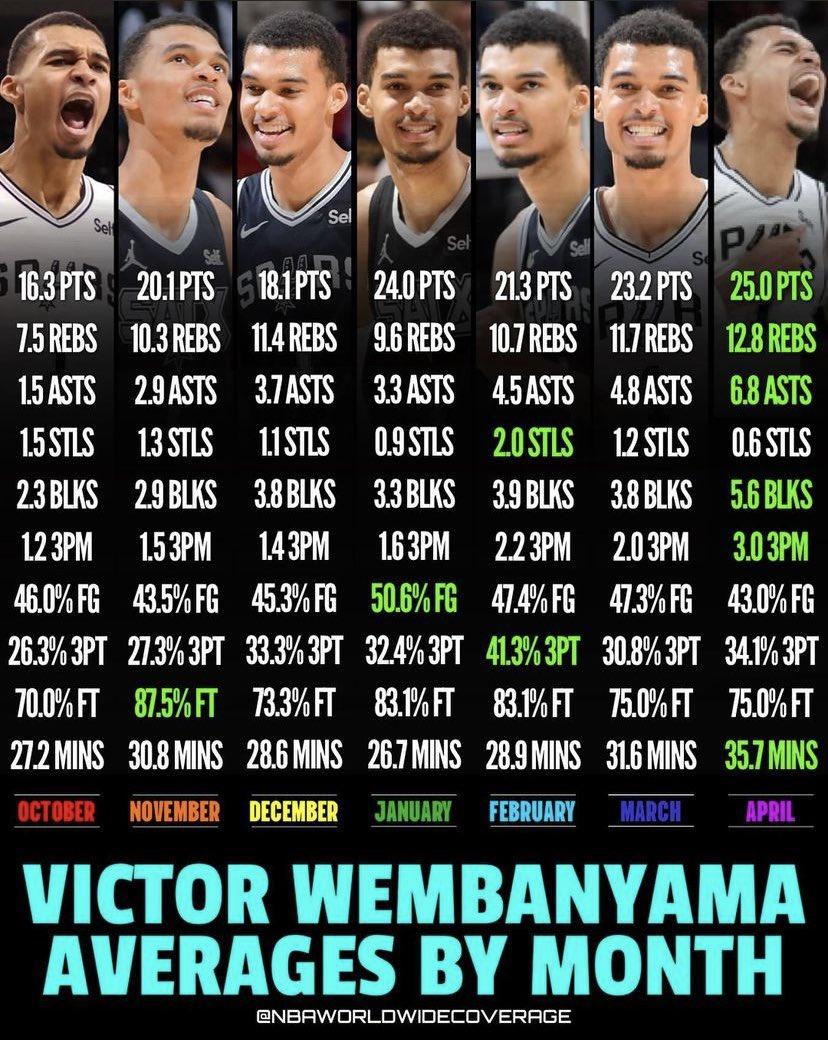 16.3 PTS 20.1 PTS 18.1 PTS 24.0 PTS 21.3 PTS 23.2 PTS 25.0 PTS
7.5 REBS 10.3 REBS 11.4 REBS 9.6 REBS 10.7 REBS 11.7 REBS 12.8 REBS
1.5 ASTS 2.9 ASTS 3.7 ASTS 3.3 ASTS 4.5 ASTS 4.8 ASTS 6.8 ASTS
1.5 STLS 1.3 STLS 1.1 STLS 0.9 STLS 2.0 STLS 1.2 STLS 0.6 STLS
2.3 BLKS 2.9 BLKS 3.8 BLKS 3.3 BLKS 3.9 BLKS 3.8 BLKS 5.6 BLKS
1.2 3PM 1.5 3PM 1.4 3PM 1.6 3PM 2.2 3PM 2.0 3PM 3.0 3PM
46.0% FG 43.5% FG 45.3% FG 50.6% FG 47.4% FG 47.3% FG 43.0% FG
26.3% 3PT 27.3% 3PT 33.3% 3PT 32.4% 3PT 41.3% 3PT 30.8% 3PT 34.1% 3PT
70.0% FT 87.5% FT 73.3% FT 83.1% FT 83.1% FT 75.0% FT 75.0% FT
27.2 MINS 30.8 MINS 28.6 MINS 26.7 MINS 28.9 MINS 31.6 MINS 35.7 MINS
OCTOBER NOVEMBER DECEMBER JANUARY FEBRUARY MARCH APRIL
VICTOR WEMBANYAMA
AVERAGES BY MONTH
@NBAWORLDWIDECOVERAGE